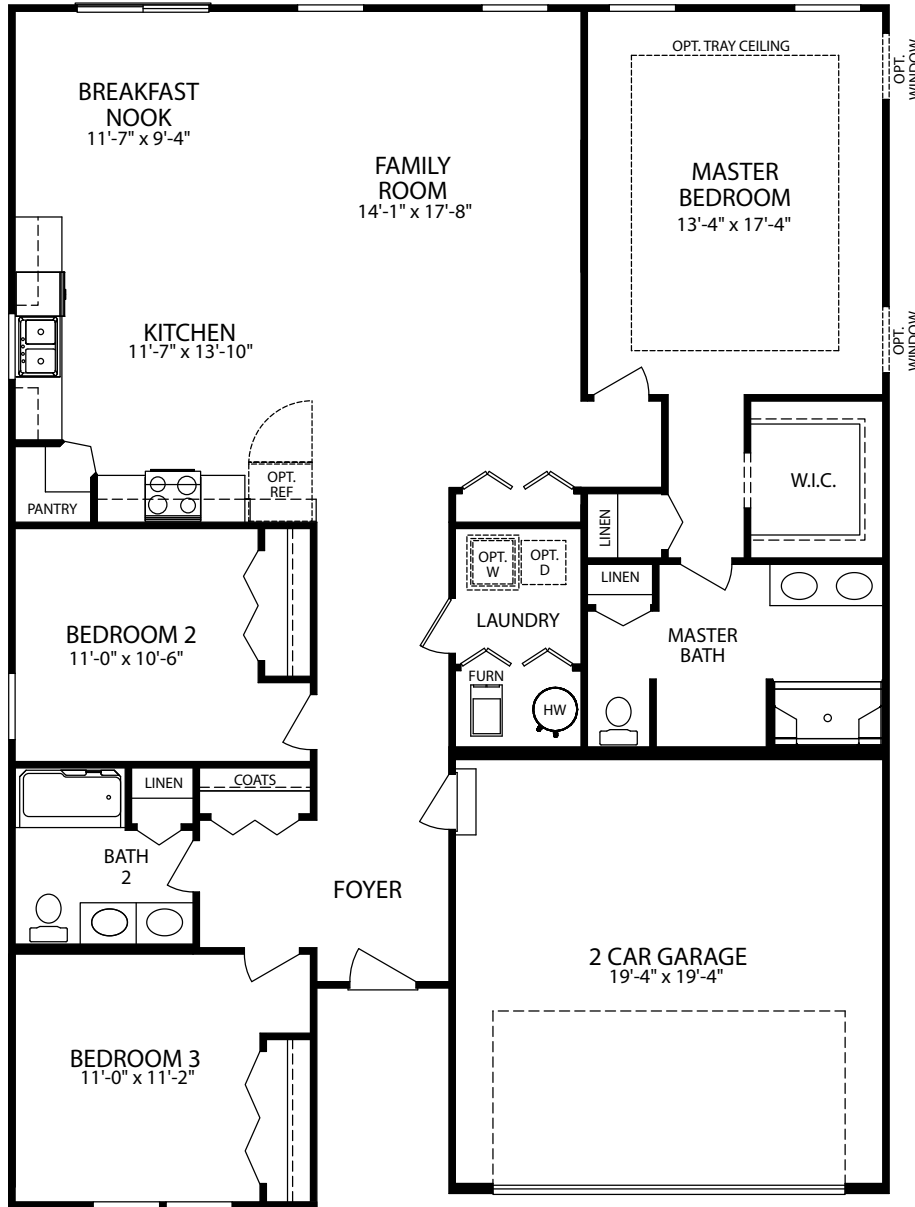 OPT. TRAY CEILING
OPT.
WINDOW
BREAKFAST
NOOK
11'-7" x 9'-4"
FAMILY
ROOM
14'-1" x 17'-8"
MASTER
BEDROOM
13'-4" x 17'-4"
OPT.
WINDOW
KITCHEN
11'-7" x 13'-10"
OPT.
REF
PANTRY
W.I.C.
LINEN
OPT.
W
OPT.
D
LINEN
LAUNDRY
BEDROOM 2
11'-0" x 10'-6"
MASTER
BATH
FURN
HW
LINEN
COATS
BATH
2
FOYER
2 CAR GARAGE
19'-4" x 19'-4"
BEDROOM 3
11'-0" x 11'-2"